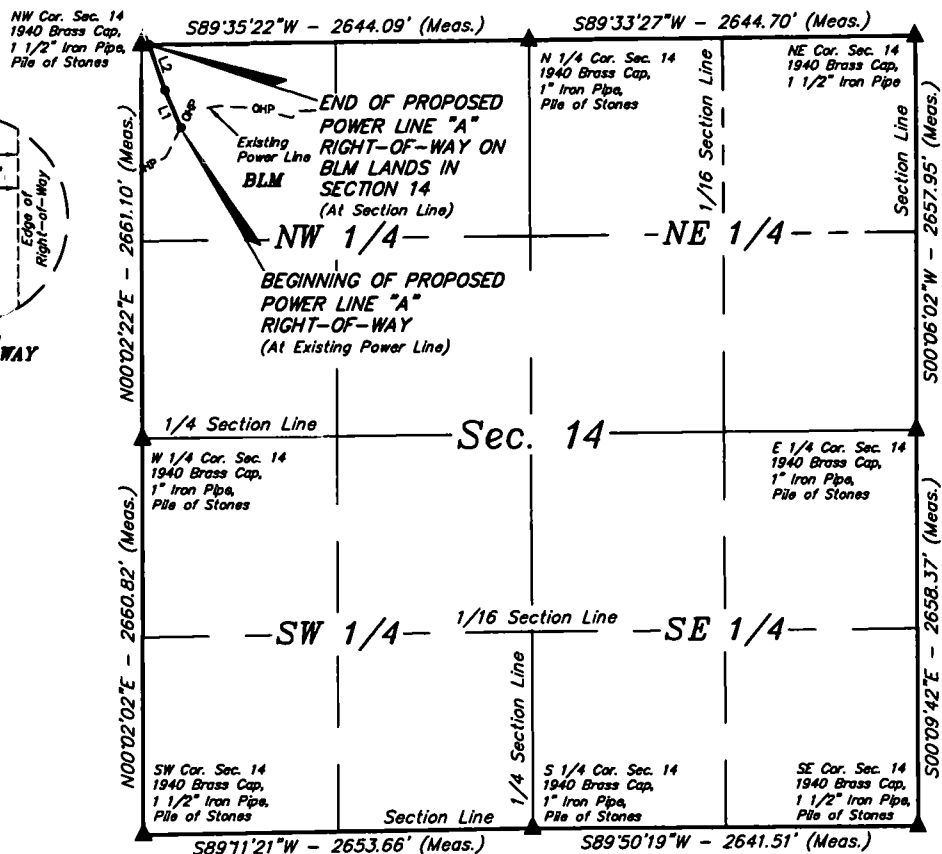 NW Cor. Sec. 14
1940 Brass Cap,
1 1/2" Iron Pipe,
Pile of Stones
S89°35'22"W - 2644.09' (Meas.)
S89°33'27"W - 2644.70' (Meas.)
N 1/4 Cor. Sec. 14
1940 Brass Cap,
1" Iron Pipe,
Pile of Stones
NE Cor. Sec. 14
1940 Brass Cap,
1 1/2" Iron Pipe
L2
L1
OHP
OHP
Existing
Power Line
BLM
END OF PROPOSED
POWER LINE "A"
RIGHT-OF-WAY ON
BLM LANDS IN
SECTION 14
(At Section Line)
1/16 Section Line
Section Line
N00°02'22"E - 2661.10' (Meas.)
S00°06'02"W - 2657.95' (Meas.)
Edge of
Right-of-Way
WAY
NW 1/4
NE 1/4
BEGINNING OF PROPOSED
POWER LINE "A"
RIGHT-OF-WAY
(At Existing Power Line)
1/4 Section Line
Sec. 14
W 1/4 Cor. Sec. 14
1940 Brass Cap,
1" Iron Pipe,
Pile of Stones
E 1/4 Cor. Sec. 14
1940 Brass Cap,
1" Iron Pipe,
Pile of Stones
N00°02'02"E - 2660.82' (Meas.)
S00°09'42"E - 2658.37' (Meas.)
SW 1/4
1/16 Section Line
SE 1/4
1/4 Section Line
SW Cor. Sec. 14
1940 Brass Cap,
1 1/2" Iron Pipe,
Pile of Stones
Section Line
S 1/4 Cor. Sec. 14
1940 Brass Cap,
1" Iron Pipe,
Pile of Stones
SE Cor. Sec. 14
1940 Brass Cap,
1 1/2" Iron Pipe,
Pile of Stones
S89°11'21"W - 2653.66' (Meas.)
S89°50'19"W - 2641.51' (Meas.)